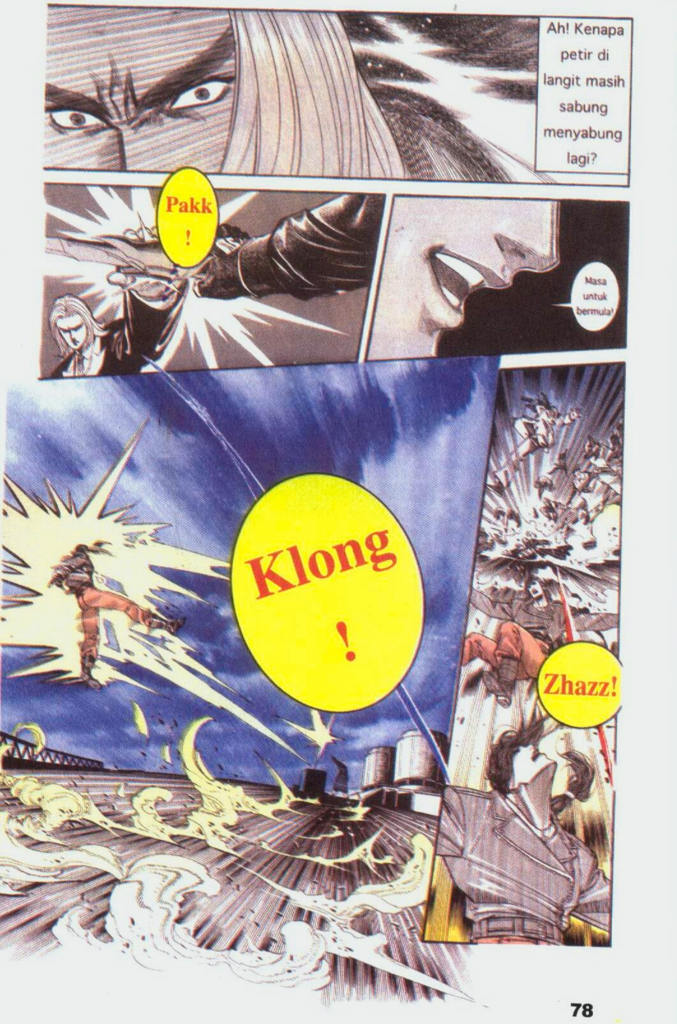 Ah! Kenapa
petir di
langit masih
sabung
menyabung
lagi?
Pakk
!
Masa
untuk
bermula!
Klong
!
Zhazz!
78